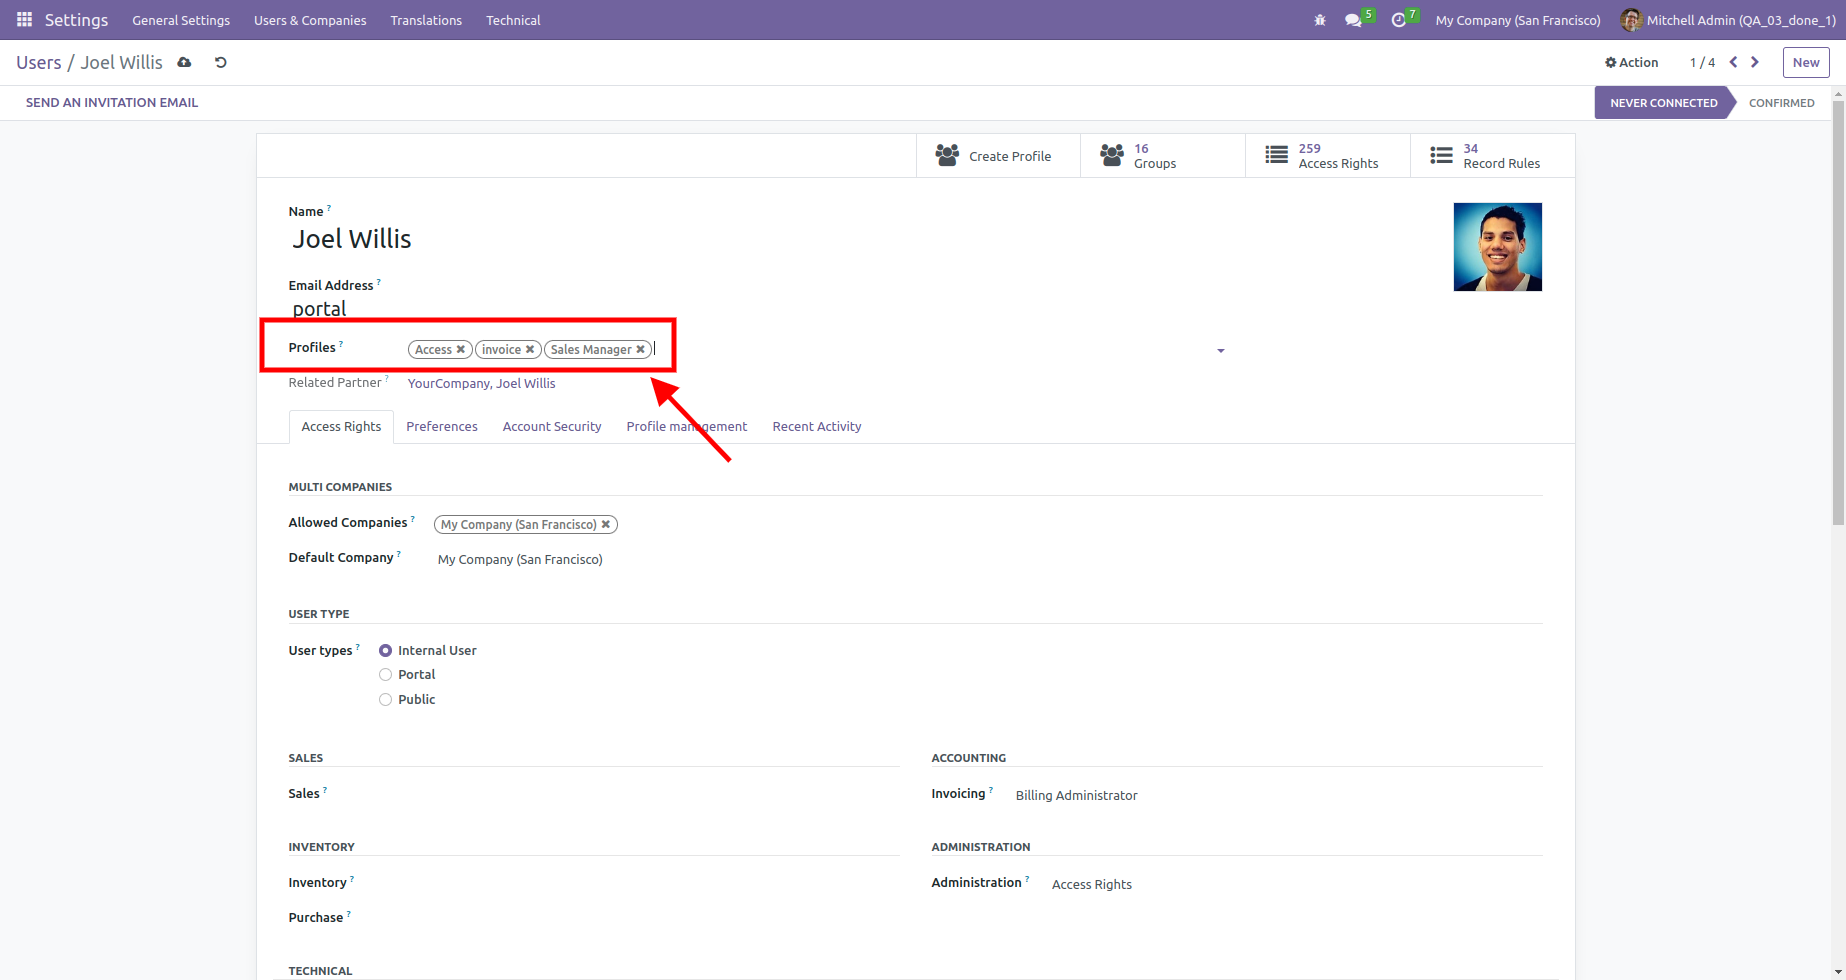 Settings General Settings Users & Companies Translations Technical 5 7 My Company (San Francisco) Mitchell Admin (QA_03_done_1)
Users / Joel Willis Action 1 / 4 New
SEND AN INVITATION EMAIL NEVER CONNECTED CONFIRMED
Create Profile 16 Groups 259 Access Rights 34 Record Rules
Name ?
Joel Willis
Email Address ?
portal
Profiles ? Access ✖ invoice ✖ Sales Manager ✖
Related Partner ? YourCompany, Joel Willis
Access Rights Preferences Account Security Profile management Recent Activity
MULTI COMPANIES
Allowed Companies ? My Company (San Francisco) ✖
Default Company ? My Company (San Francisco)
USER TYPE
User types ? Internal User
Portal
Public
SALES ACCOUNTING
Sales ? Invoicing ? Billing Administrator
INVENTORY ADMINISTRATION
Inventory ? Administration ? Access Rights
Purchase ?
TECHNICAL